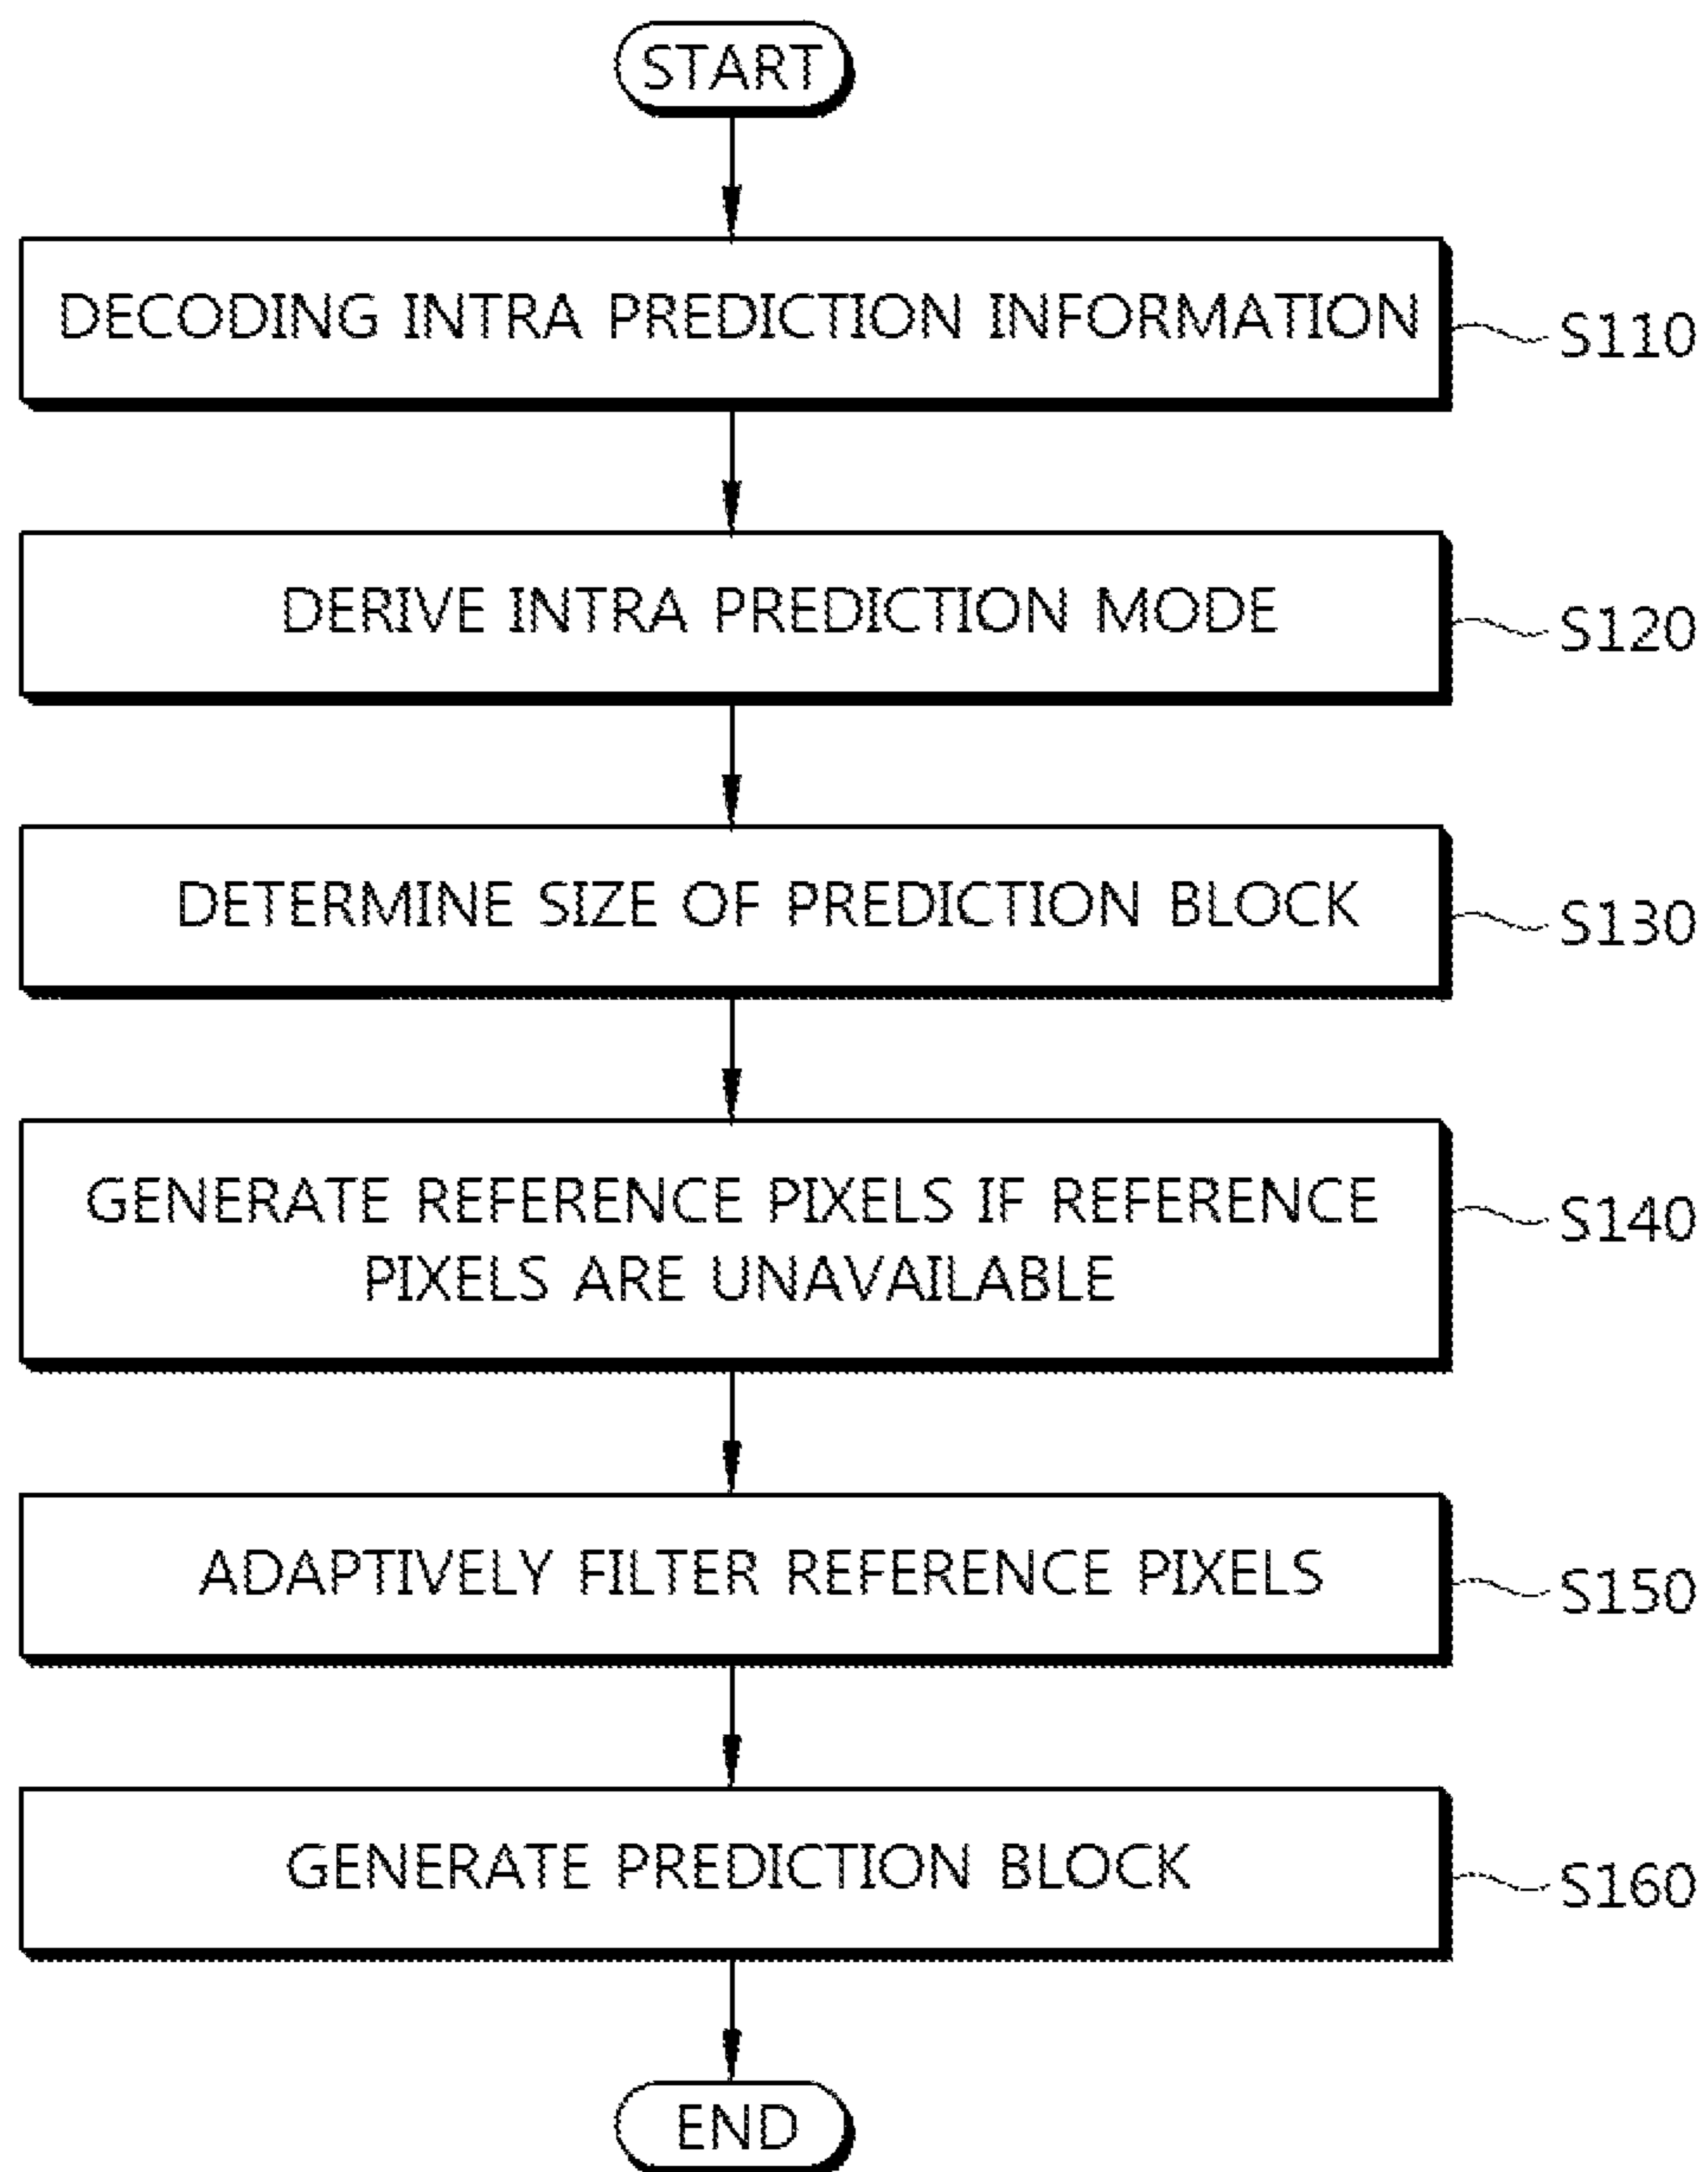 START
DECODING INTRA PREDICTION INFORMATION
S110
DERIVE INTRA PREDICTION MODE
S120
DETERMINE SIZE OF PREDICTION BLOCK
S130
GENERATE REFERENCE PIXELS IF REFERENCE
PIXELS ARE UNAVAILABLE
S140
ADAPTIVELY FILTER REFERENCE PIXELS
S150
GENERATE PREDICTION BLOCK
S160
END